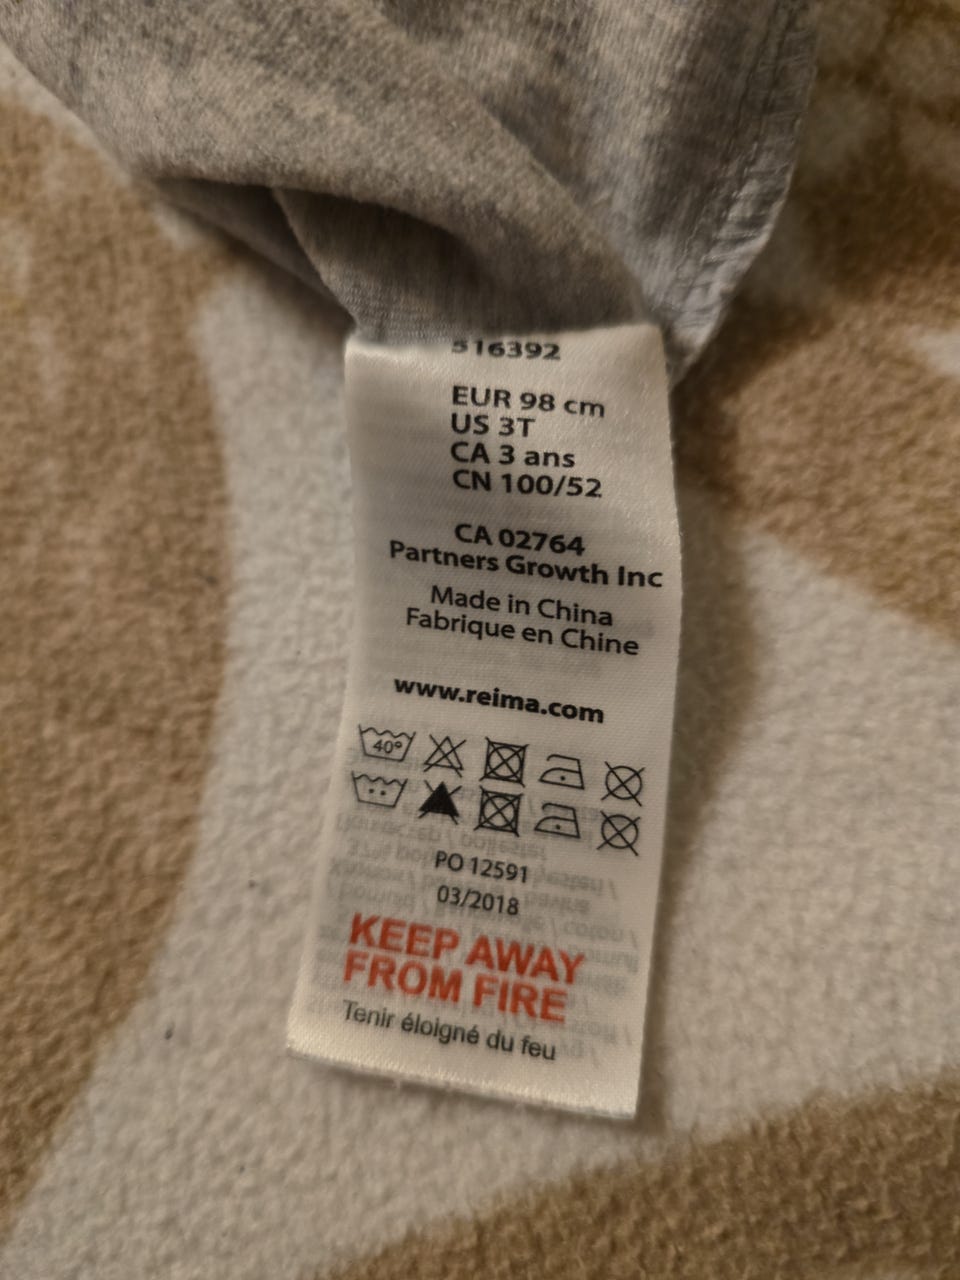 516392
EUR 98 cm
US 3T
CA 3 ans
CN 100/52
CA 02764
Partners Growth Inc
Made in China
Fabrique en Chine
www.reima.com
40°
PO 12591
03/2018
KEEP AWAY
FROM FIRE
Tenir éloigné du feu